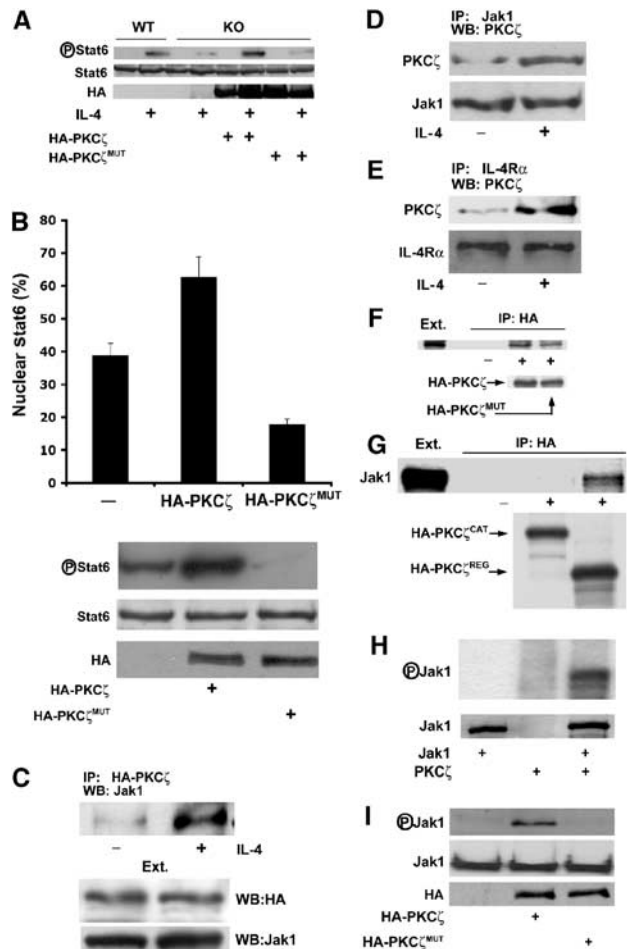 A
WT KO
ⓅStat6
Stat6
HA
IL-4 + + + +
HA-PKCζ + +
HA-PKCζMUT + +
B
Nuclear Stat6 (%)
80
70
60
50
40
30
20
10
0
— HA-PKCζ HA-PKCζMUT
ⓅStat6
Stat6
HA
HA-PKCζ +
HA-PKCζMUT +
C
IP: HA-PKCζ
WB: Jak1
– + IL-4
Ext.
WB:HA
WB:Jak1
D
IP: Jak1
WB: PKCζ
PKCζ
Jak1
IL-4 – +
E
IP: IL-4Rα
WB: PKCζ
PKCζ
IL-4Rα
IL-4 – +
F
Ext. IP: HA
– + +
HA-PKCζ
HA-PKCζMUT
G
Ext. IP: HA
Jak1
– + +
HA-PKCζCAT
HA-PKCζREG
H
ⓅJak1
Jak1
Jak1 + +
PKCζ + +
I
ⓅJak1
Jak1
HA
HA-PKCζ +
HA-PKCζMUT +